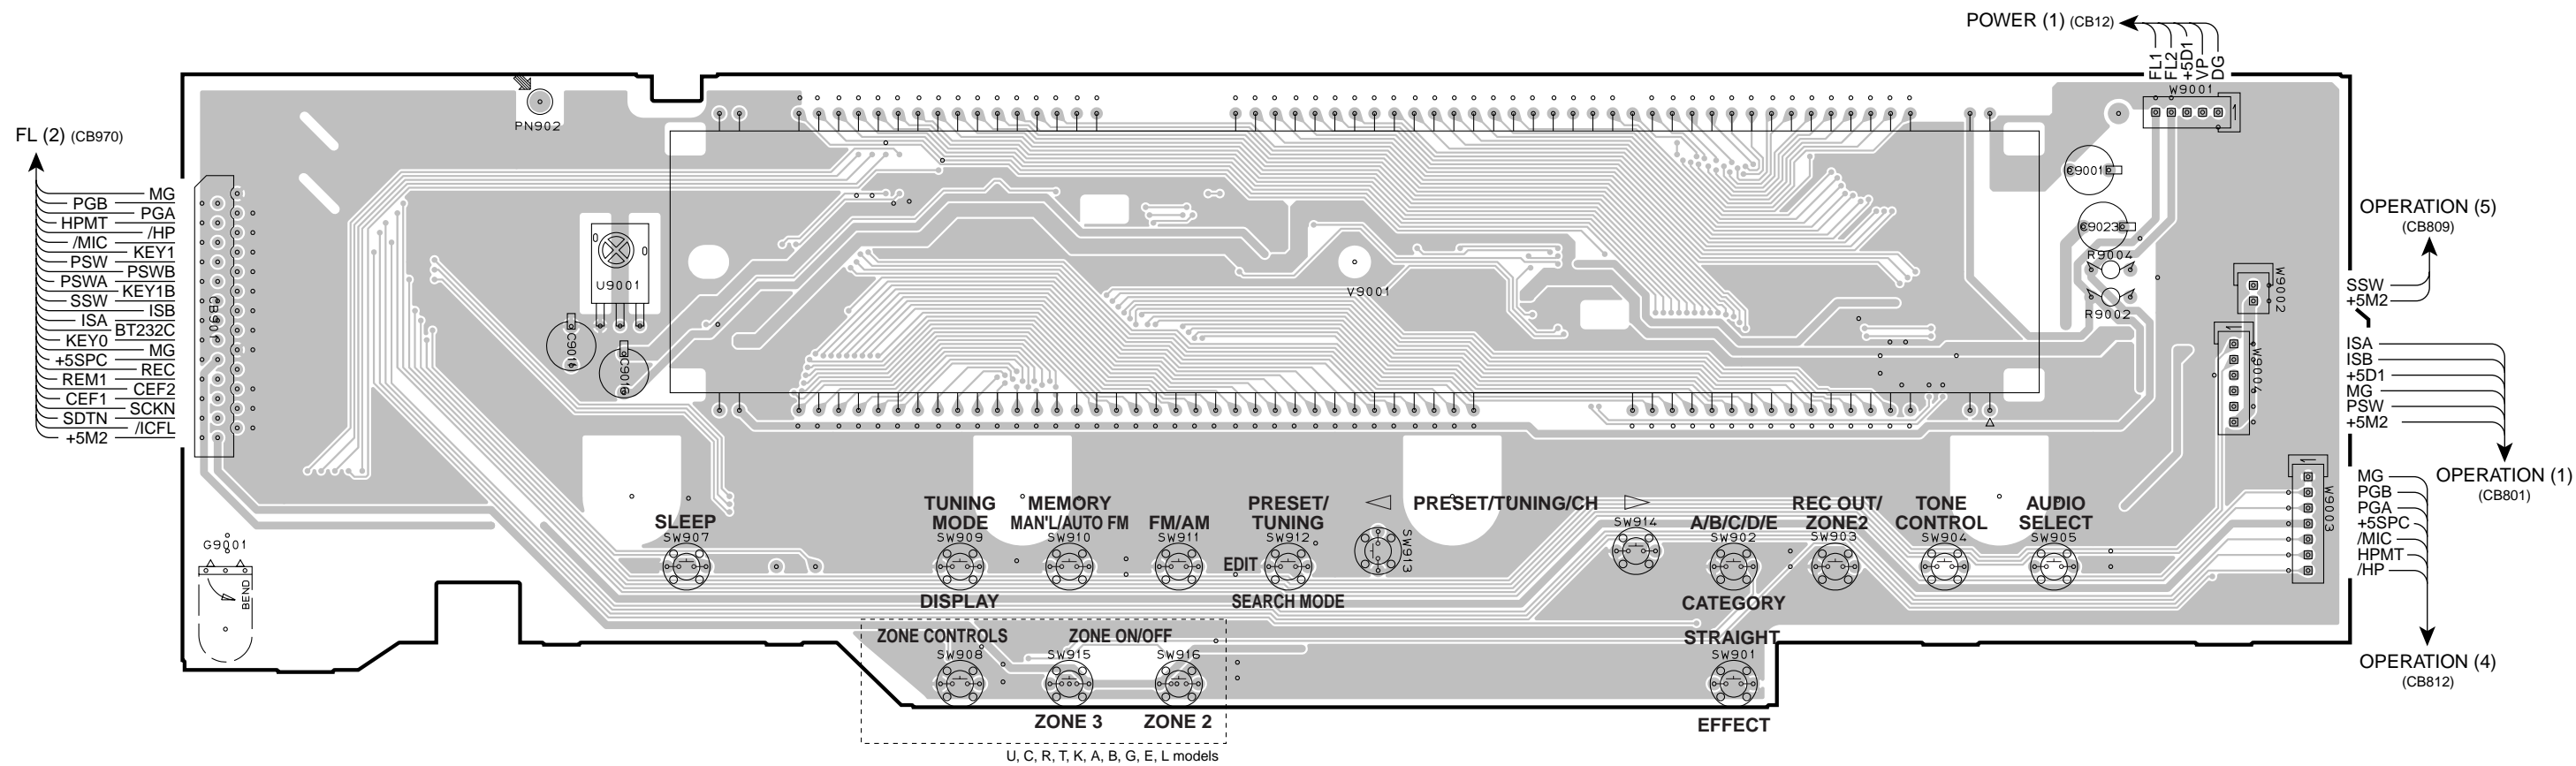 POWER (1) (CB12)
FL1
FL2
+5D1
VP
DG
W9001
PN902
FL (2) (CB970)
MG
PGB
PGA
HPMT
/HP
/MIC
KEY1
PSW
PSWB
PSWA
KEY1B
SSW
ISB
ISA
BT232C
KEY0
MG
+5SPC
REC
REM1
CEF2
CEF1
SCKN
SDTN
/ICFL
+5M2
U9001
C9016
V9001
C9001
C9023
R9004
R9002
OPERATION (5)
(CB809)
SSW
+5M2
W9002
ISA
ISB
+5D1
MG
PSW
+5M2
W9004
OPERATION (1)
(CB801)
MG
PGB
PGA
+5SPC
/MIC
HPMT
/HP
W9003
OPERATION (4)
(CB812)
G9001
BEND
SLEEP
SW907
TUNING
MODE
SW909
DISPLAY
MEMORY
MAN'L/AUTO FM
SW910
FM/AM
SW911
PRESET/
TUNING
SW912
EDIT
SEARCH MODE
PRESET/TUNING/CH
SW913
SW914
A/B/C/D/E
SW902
CATEGORY
REC OUT/
ZONE2
SW903
TONE
CONTROL
SW904
AUDIO
SELECT
SW905
ZONE CONTROLS
SW908
ZONE ON/OFF
SW915
SW916
ZONE 3
ZONE 2
STRAIGHT
SW901
EFFECT
U, C, R, T, K, A, B, G, E, L models